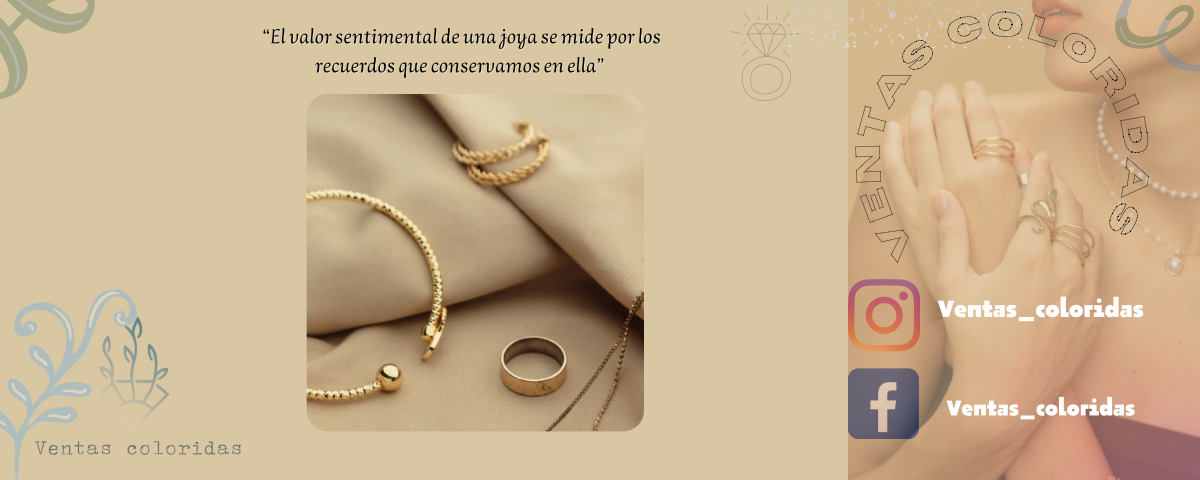 “El valor sentimental de una joya se mide por los
recuerdos que conservamos en ella”
Ventas coloridas
VENTAS COLORIDAS
Ventas_coloridas
Ventas_coloridas